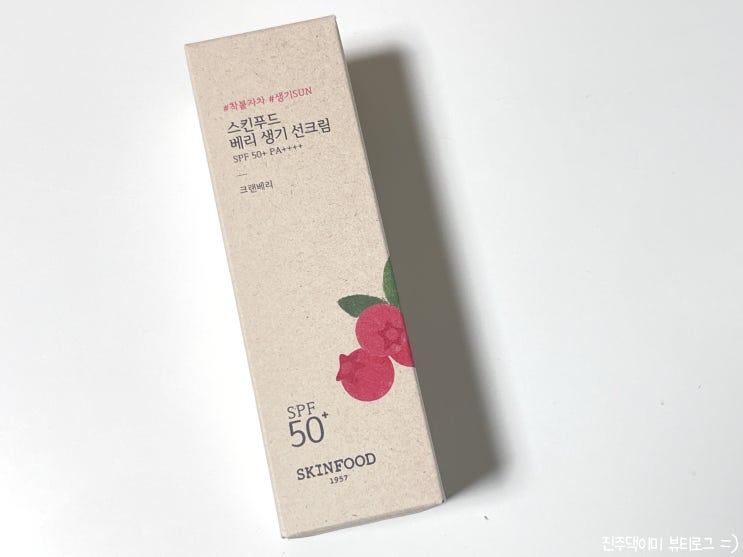 #착붙자차 #생기SUN
스킨푸드
베리 생기 선크림
SPF 50+ PA++++
크랜베리
SPF
50+
SKINFOOD
1957
진주댁이미 뷰티로그 =)